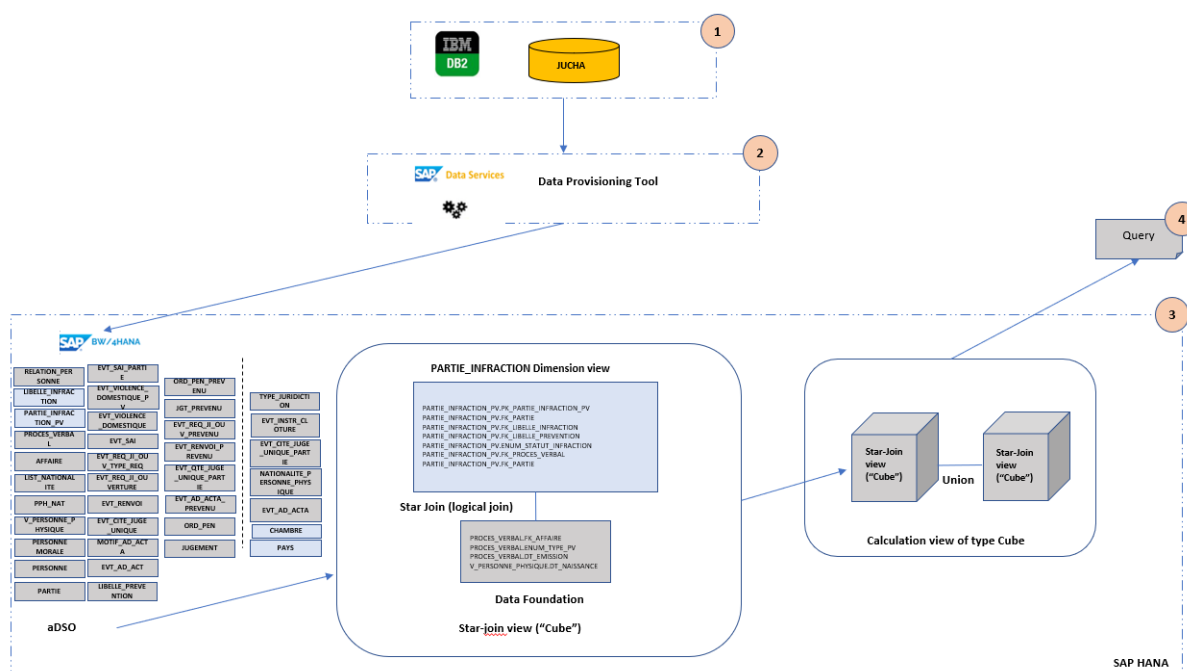 1
IBM
DB2
JUCHA
2
SAP Data Services
Data Provisioning Tool
4
Query
3
SAP BW/4HANA
RELATION_PER
SONNE
LIBELLE_INFRAC
TION
PARTIE_INFRAC
TION_PV
PROCES_VERBA
L
AFFAIRE
LIST_NATIONAL
ITE
PPH_NAT
V_PERSONNE_P
HYSIQUE
PERSONNE
MORALE
PERSONNE
PARTIE
EVT_SAI_PARTI
E
EVT_VIOLENCE_
DOMESTIQUE_P
V
EVT_VIOLENCE
_DOMESTIQUE
EVT_SAI
EVT_REQ_JI_OU
V_TYPE_REQ
EVT_REQ_JI_OU
VERTURE
EVT_RENVOI
EVT_CITE_JUGE
_UNIQUE
MOTIF_AD_ACT
A
EVT_AD_ACT
LIBELLE_PREVE
NTION
ORD_PEN_PREV
ENU
JGT_PREVENU
EVT_REQ_JI_OU
V_PREVENU
EVT_RENVOI_P
REVENU
EVT_QTE_JUGE
_UNIQUE_PART
IE
EVT_AD_ACTA_
PREVENU
ORD_PEN
JUGEMENT
TYPE_JURIDICTI
ON
EVT_INSTR_CL
OTURE
EVT_CITE_JUGE
_UNIQUE_PART
IE
NATIONALITE_P
ERSONNE_PHY
SIQUE
EVT_AD_ACTA
CHAMBRE
PAYS
aDSO
PARTIE_INFRACTION Dimension view
PARTIE_INFRACTION_PV.PK_PARTIE_INFRACTION_PV
PARTIE_INFRACTION_PV.FK_PARTIE
PARTIE_INFRACTION_PV.FK_LIBELLE_INFRACTION
PARTIE_INFRACTION_PV.FK_LIBELLE_PREVENTION
PARTIE_INFRACTION_PV.ENUM_STATUT_INFRACTION
PARTIE_INFRACTION_PV.FK_PROCES_VERBAL
PARTIE_INFRACTION_PV.FK_PARTIE
Star Join (logical join)
PROCES_VERBAL.FK_AFFAIRE
PROCES_VERBAL.ENUM_TYPE_PV
PROCES_VERBAL.DT_EMISSION
V_PERSONNE_PHYSIQUE.DT_NAISSANCE
Data Foundation
Star-join view (“Cube”)
Star-Join
view
(“Cube”)
Union
Star-Join
view
(“Cube”)
Calculation view of type Cube
SAP HANA